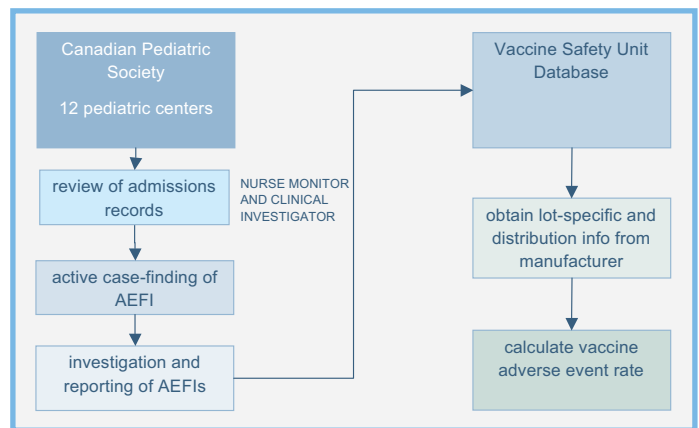 Canadian Pediatric
Society
12 pediatric centers
review of admissions
records
NURSE MONITOR
AND CLINICAL
INVESTIGATOR
active case-finding of
AEFI
investigation and
reporting of AEFIs
Vaccine Safety Unit
Database
obtain lot-specific and
distribution info from
manufacturer
calculate vaccine
adverse event rate